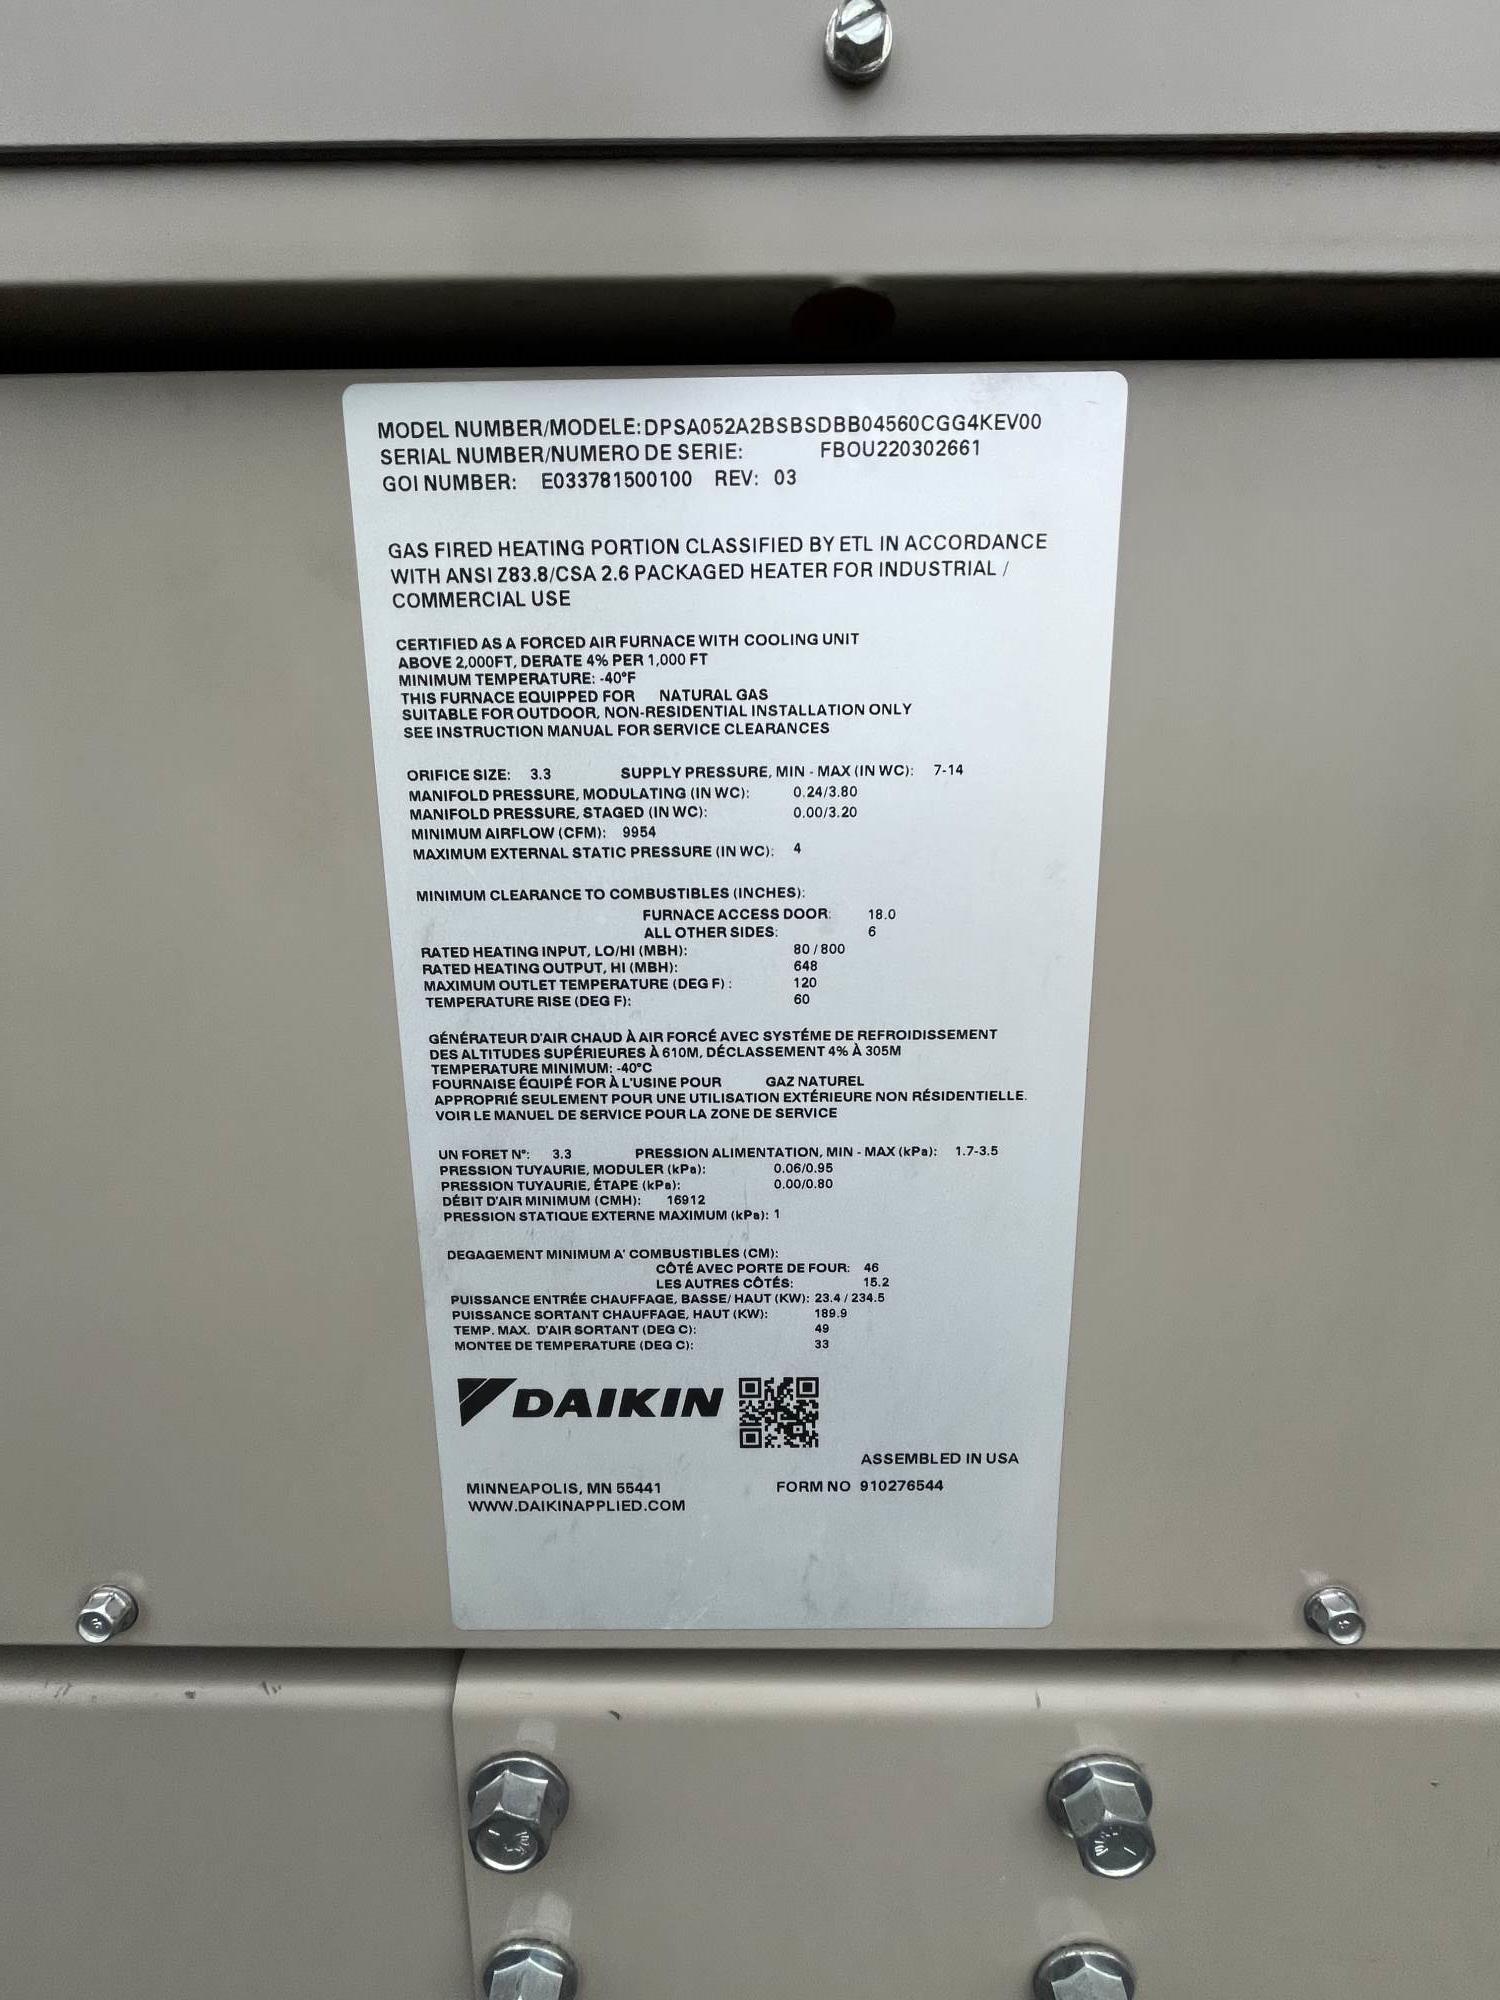 MODEL NUMBER/MODELE: DPSA052A2BSBSDBB04560CGG4KEV00
SERIAL NUMBER/NUMERO DE SERIE: FBOU220302661
GOI NUMBER: E033781500100 REV: 03
GAS FIRED HEATING PORTION CLASSIFIED BY ETL IN ACCORDANCE
WITH ANSI Z83.8/CSA 2.6 PACKAGED HEATER FOR INDUSTRIAL /
COMMERCIAL USE
CERTIFIED AS A FORCED AIR FURNACE WITH COOLING UNIT
ABOVE 2,000FT, DERATE 4% PER 1,000 FT
MINIMUM TEMPERATURE: -40°F
THIS FURNACE EQUIPPED FOR NATURAL GAS
SUITABLE FOR OUTDOOR, NON-RESIDENTIAL INSTALLATION ONLY
SEE INSTRUCTION MANUAL FOR SERVICE CLEARANCES
ORIFICE SIZE: 3.3 SUPPLY PRESSURE, MIN - MAX (IN WC): 7-14
MANIFOLD PRESSURE, MODULATING (IN WC): 0.24/3.80
MANIFOLD PRESSURE, STAGED (IN WC): 0.00/3.20
MINIMUM AIRFLOW (CFM): 9954
MAXIMUM EXTERNAL STATIC PRESSURE (IN WC): 4
MINIMUM CLEARANCE TO COMBUSTIBLES (INCHES):
FURNACE ACCESS DOOR: 18.0
ALL OTHER SIDES: 6
RATED HEATING INPUT, LO/HI (MBH): 80 / 800
RATED HEATING OUTPUT, HI (MBH): 648
MAXIMUM OUTLET TEMPERATURE (DEG F) : 120
TEMPERATURE RISE (DEG F): 60
GÉNÉRATEUR D'AIR CHAUD À AIR FORCÉ AVEC SYSTÉME DE REFROIDISSEMENT
DES ALTITUDES SUPÉRIEURES À 610M, DÉCLASSEMENT 4% À 305M
TEMPERATURE MINIMUM: -40°C
FOURNAISE ÉQUIPÉ FOR À L'USINE POUR GAZ NATUREL
APPROPRIÉ SEULEMENT POUR UNE UTILISATION EXTÉRIEURE NON RÉSIDENTIELLE.
VOIR LE MANUEL DE SERVICE POUR LA ZONE DE SERVICE
UN FORET N°: 3.3 PRESSION ALIMENTATION, MIN - MAX (kPa): 1.7-3.5
PRESSION TUYAURIE, MODULER (kPa): 0.06/0.95
PRESSION TUYAURIE, ÉTAPE (kPa): 0.00/0.80
DÉBIT D'AIR MINIMUM (CMH): 16912
PRESSION STATIQUE EXTERNE MAXIMUM (kPa): 1
DEGAGEMENT MINIMUM A' COMBUSTIBLES (CM):
CÔTÉ AVEC PORTE DE FOUR: 46
LES AUTRES CÔTÉS: 15.2
PUISSANCE ENTRÉE CHAUFFAGE, BASSE/ HAUT (KW): 23.4 / 234.5
PUISSANCE SORTANT CHAUFFAGE, HAUT (KW): 189.9
TEMP. MAX. D'AIR SORTANT (DEG C): 49
MONTEE DE TEMPERATURE (DEG C): 33
DAIKIN
ASSEMBLED IN USA
MINNEAPOLIS, MN 55441 FORM NO 910276544
WWW.DAIKINAPPLIED.COM